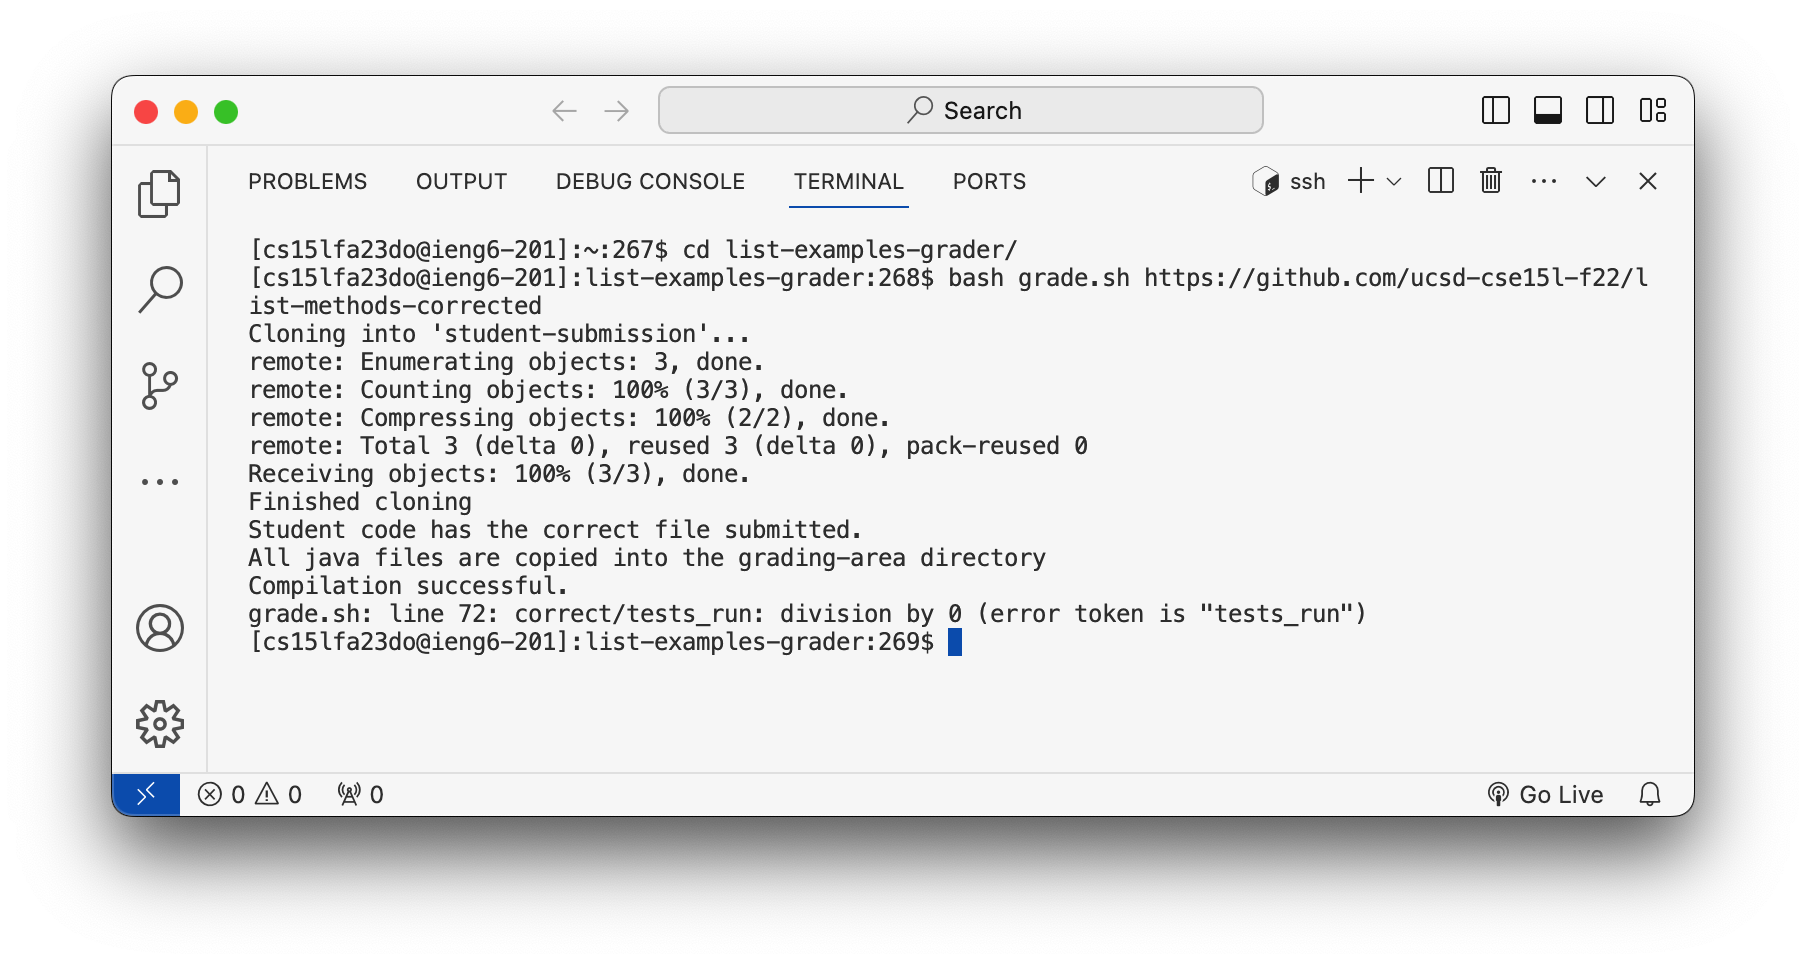 Search
PROBLEMS OUTPUT DEBUG CONSOLE TERMINAL PORTS ssh
[cs15lfa23do@ieng6-201]:~:267$ cd list-examples-grader/
[cs15lfa23do@ieng6-201]:list-examples-grader:268$ bash grade.sh https://github.com/ucsd-cse15l-f22/l
ist-methods-corrected
Cloning into 'student-submission'...
remote: Enumerating objects: 3, done.
remote: Counting objects: 100% (3/3), done.
remote: Compressing objects: 100% (2/2), done.
remote: Total 3 (delta 0), reused 3 (delta 0), pack-reused 0
Receiving objects: 100% (3/3), done.
Finished cloning
Student code has the correct file submitted.
All java files are copied into the grading-area directory
Compilation successful.
grade.sh: line 72: correct/tests_run: division by 0 (error token is "tests_run")
[cs15lfa23do@ieng6-201]:list-examples-grader:269$
0 0 0 Go Live